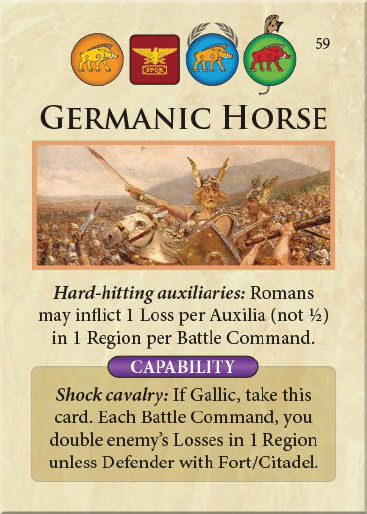 SPQR
59
GERMANIC HORSE
Hard-hitting auxiliaries: Romans
may inflict 1 Loss per Auxilia (not ½)
in 1 Region per Battle Command.
CAPABILITY
Shock cavalry: If Gallic, take this
card. Each Battle Command, you
double enemy's Losses in 1 Region
unless Defender with Fort/Citadel.